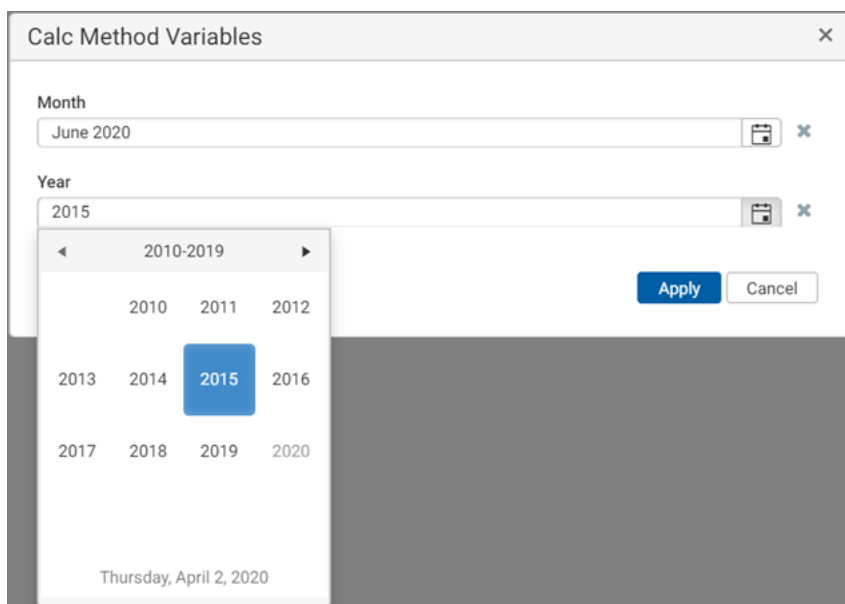 Calc Method Variables
Month
June 2020
Year
2015
2010-2019
2010 2011 2012
2013 2014 2015 2016
2017 2018 2019 2020
Apply Cancel
Thursday, April 2, 2020